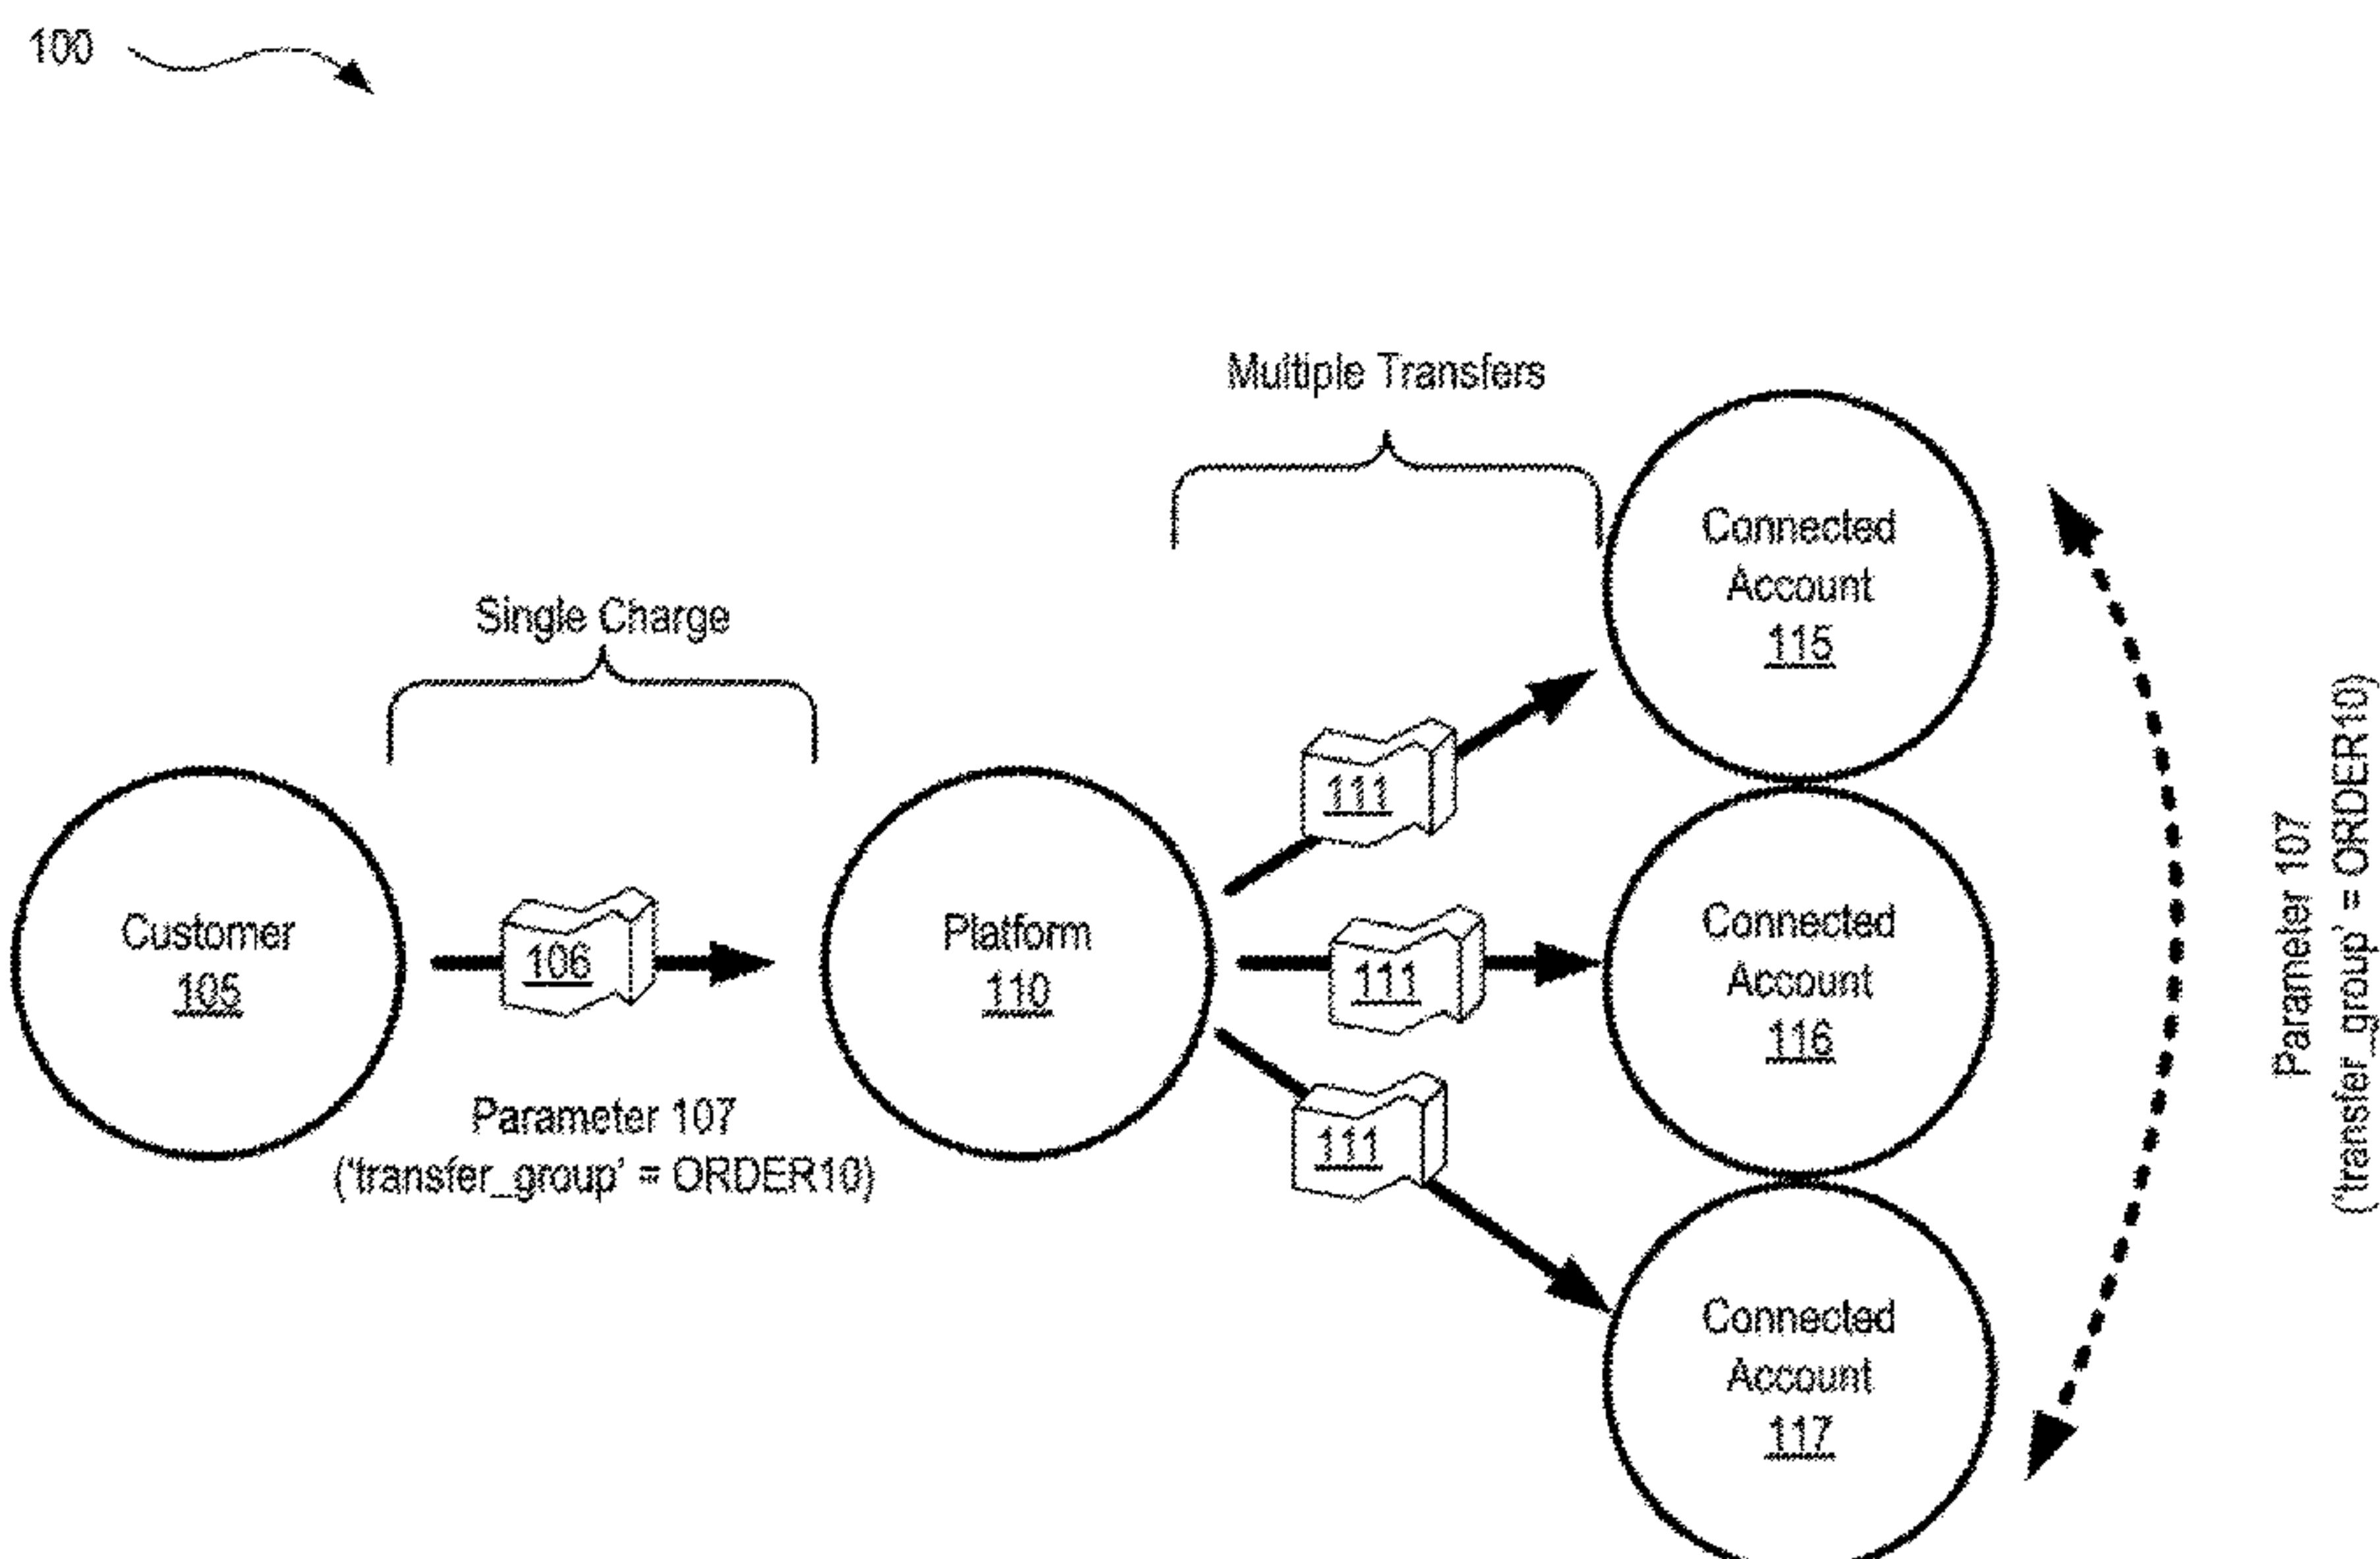 100
Multiple Transfers
Single Charge
Customer
105
106
Parameter 107
('transfer_group' = ORDER10)
Platform
110
111
111
111
Connected
Account
115
Connected
Account
116
Connected
Account
117
Parameter 107
('transfer_group' = ORDER10)